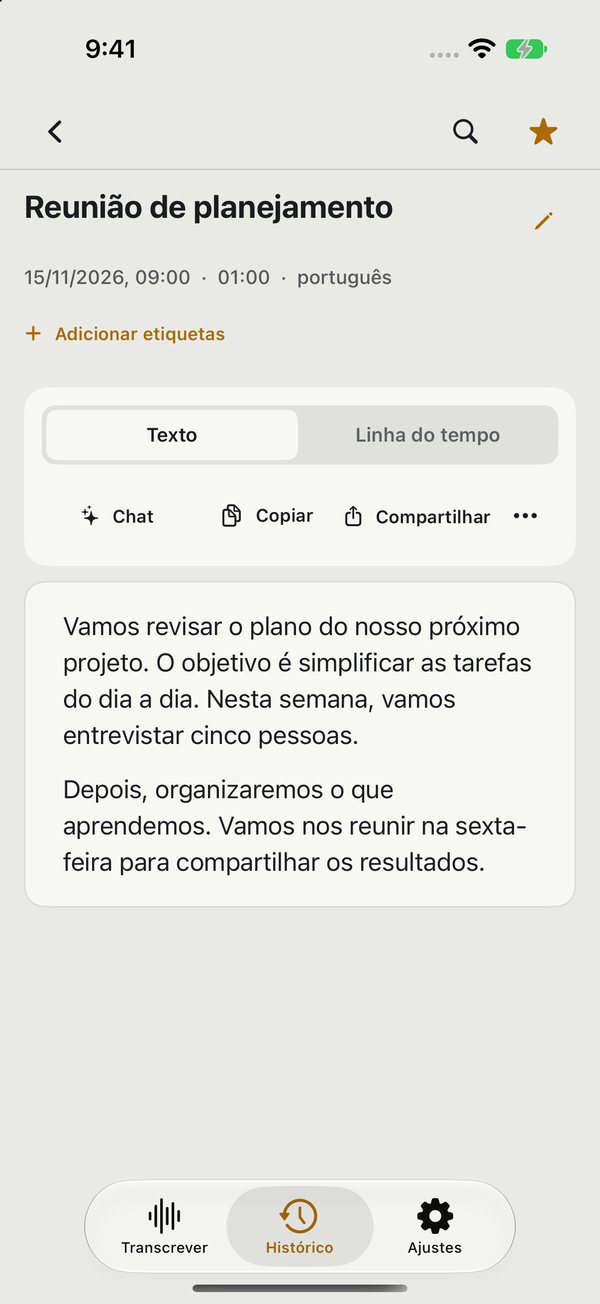 9:41
Reunião de planejamento
15/11/2026, 09:00 · 01:00 · português
+ Adicionar etiquetas
Texto
Linha do tempo
Chat
Copiar
Compartilhar
Vamos revisar o plano do nosso próximo
projeto. O objetivo é simplificar as tarefas
do dia a dia. Nesta semana, vamos
entrevistar cinco pessoas.
Depois, organizaremos o que
aprendemos. Vamos nos reunir na sexta-
feira para compartilhar os resultados.
Transcrever
Histórico
Ajustes